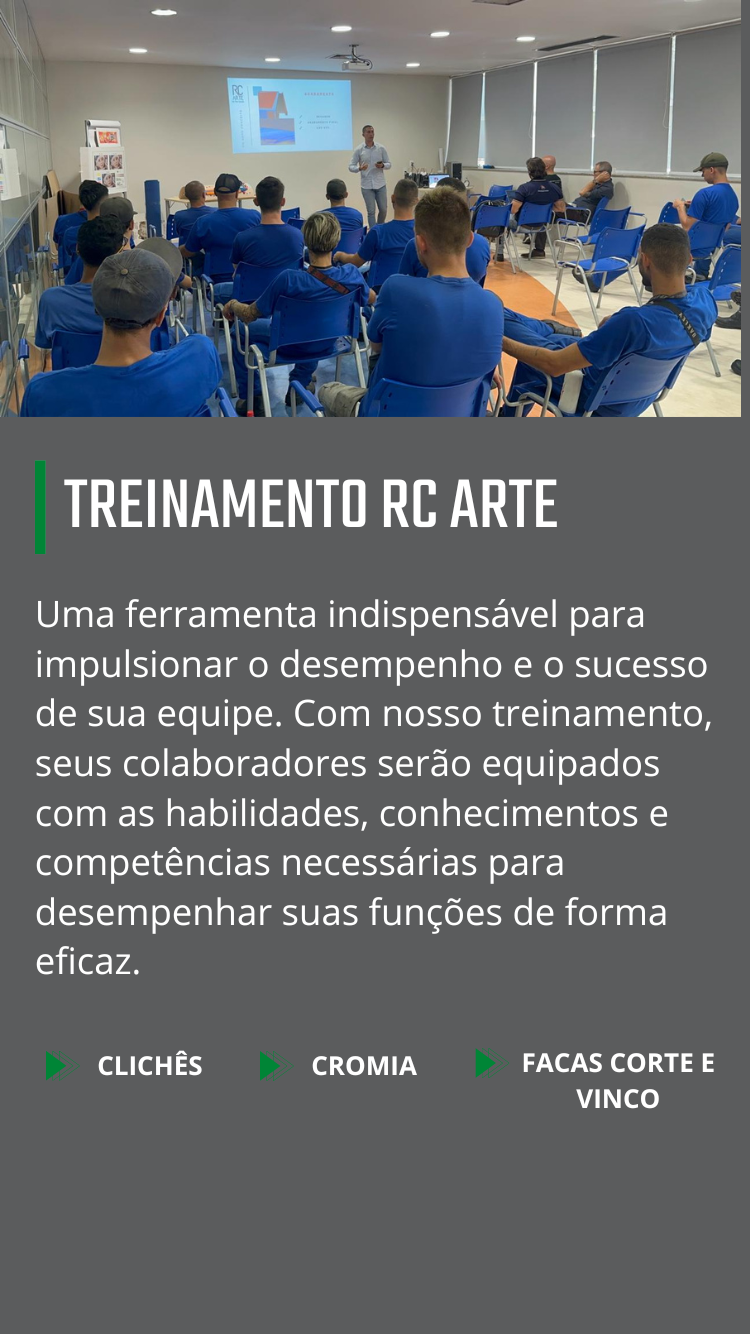 RC
ARTE
TREINAMENTO RC ARTE
Uma ferramenta indispensável para
impulsionar o desempenho e o sucesso
de sua equipe. Com nosso treinamento,
seus colaboradores serão equipados
com as habilidades, conhecimentos e
competências necessárias para
desempenhar suas funções de forma
eficaz.
CLICHÊS
CROMIA
FACAS CORTE E
VINCO